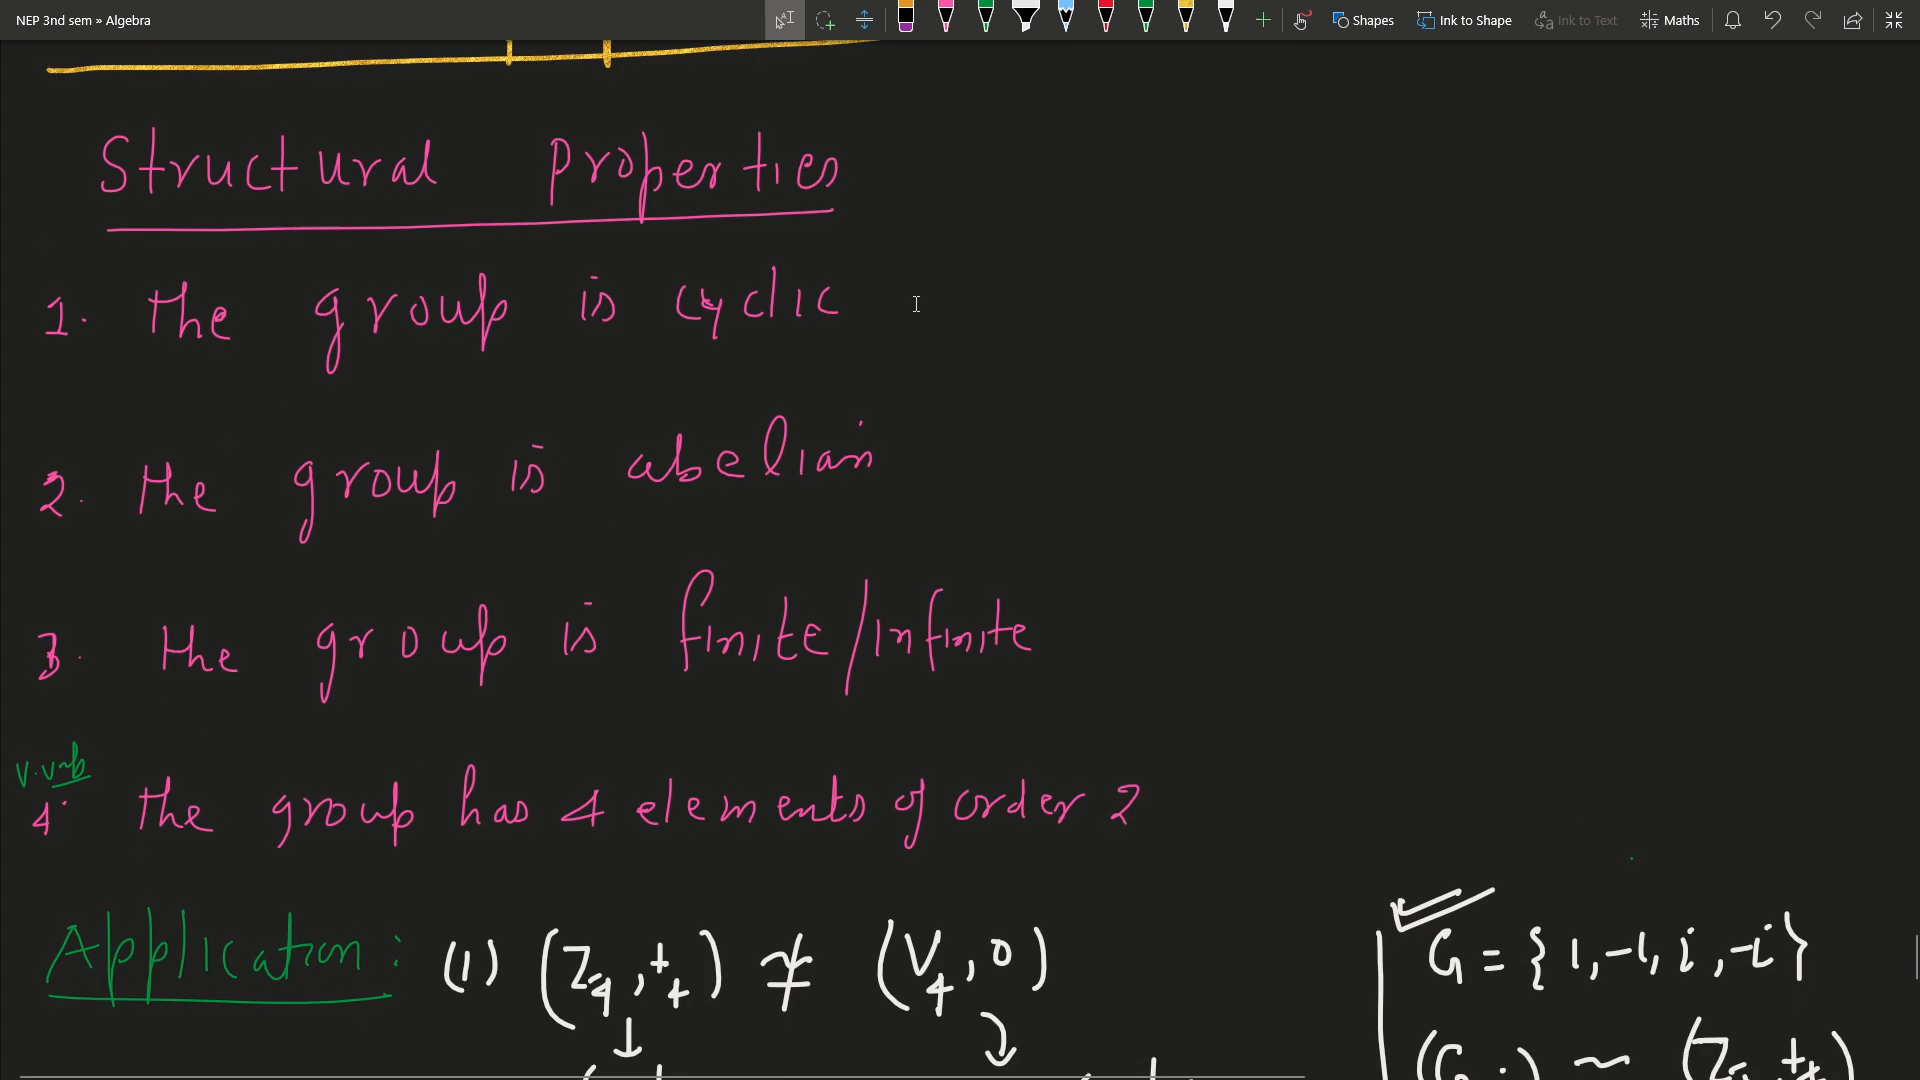 NEP 3nd sem » Algebra
Shapes Ink to Shape Ink to Text Maths
Structural Properties
1. The group is cyclic
2. The group is abelian
3. The group is finite/infinite
4. The group has 4 elements of order 2
Application: (1) (Z₄, +₄) ≄ (V₄, o)
G = {1, -1, i, -i}
(G, ·) ~ (Z₄, +₄)